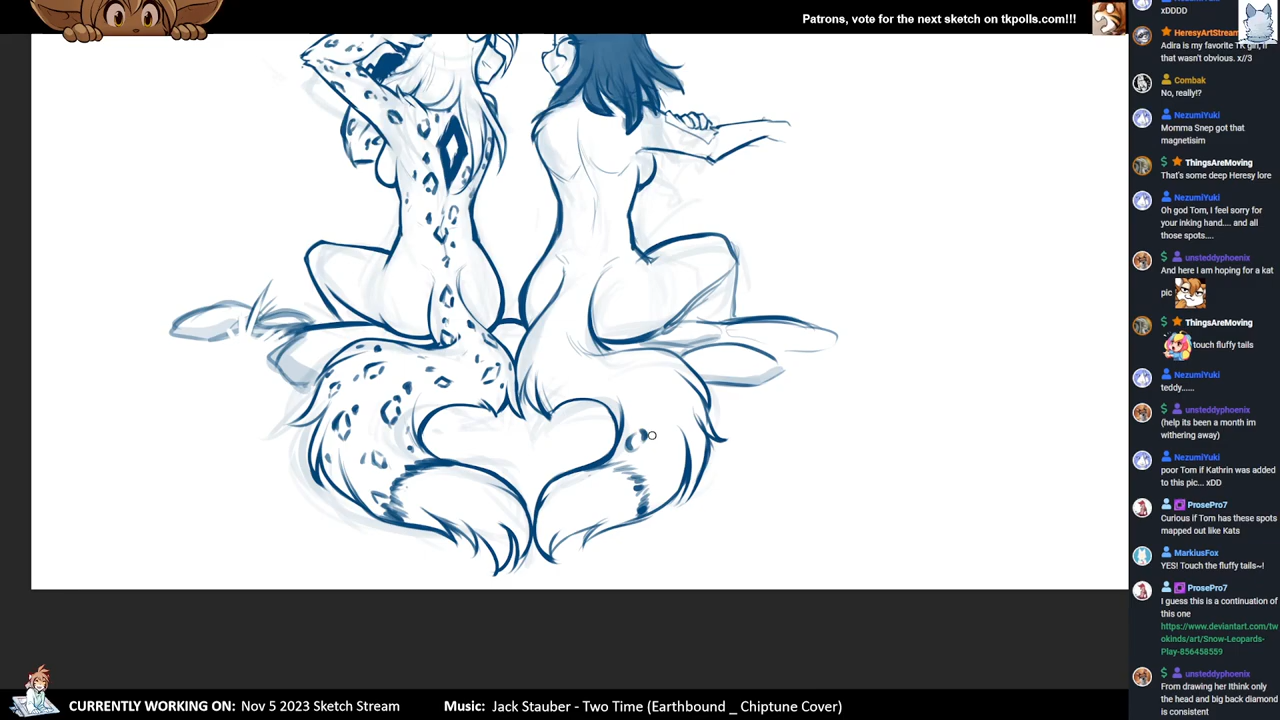 Patrons, vote for the next sketch on tkpolls.com!!!
xDDDD
HeresyArtStream
Adira is my favorite TK girl, if
that wasn't obvious. x//3
Combak
No, really!?
NezumiYuki
Momma Snep got that
magnetisim
$ ThingsAreMoving
That's some deep Heresy lore
NezumiYuki
Oh god Tom, I feel sorry for
your inking hand.... and all
those spots....
$ unsteddyphoenix
And here I am hoping for a kat
pic
$ ThingsAreMoving
touch fluffy tails
NezumiYuki
teddy......
$ unsteddyphoenix
(help its been a month im
withering away)
NezumiYuki
poor Tom if Kathrin was added
to this pic... xDD
ProsePro7
Curious if Tom has these spots
mapped out like Kats
MarkiusFox
YES! Touch the fluffy tails~!
ProsePro7
I guess this is a continuation of
this one
https://www.deviantart.com/tw
okinds/art/Snow-Leopards-
Play-856458559
$ unsteddyphoenix
From drawing her Ithink only
the head and big back diamond
is consistent
CURRENTLY WORKING ON: Nov 5 2023 Sketch Stream
Music: Jack Stauber - Two Time (Earthbound _ Chiptune Cover)